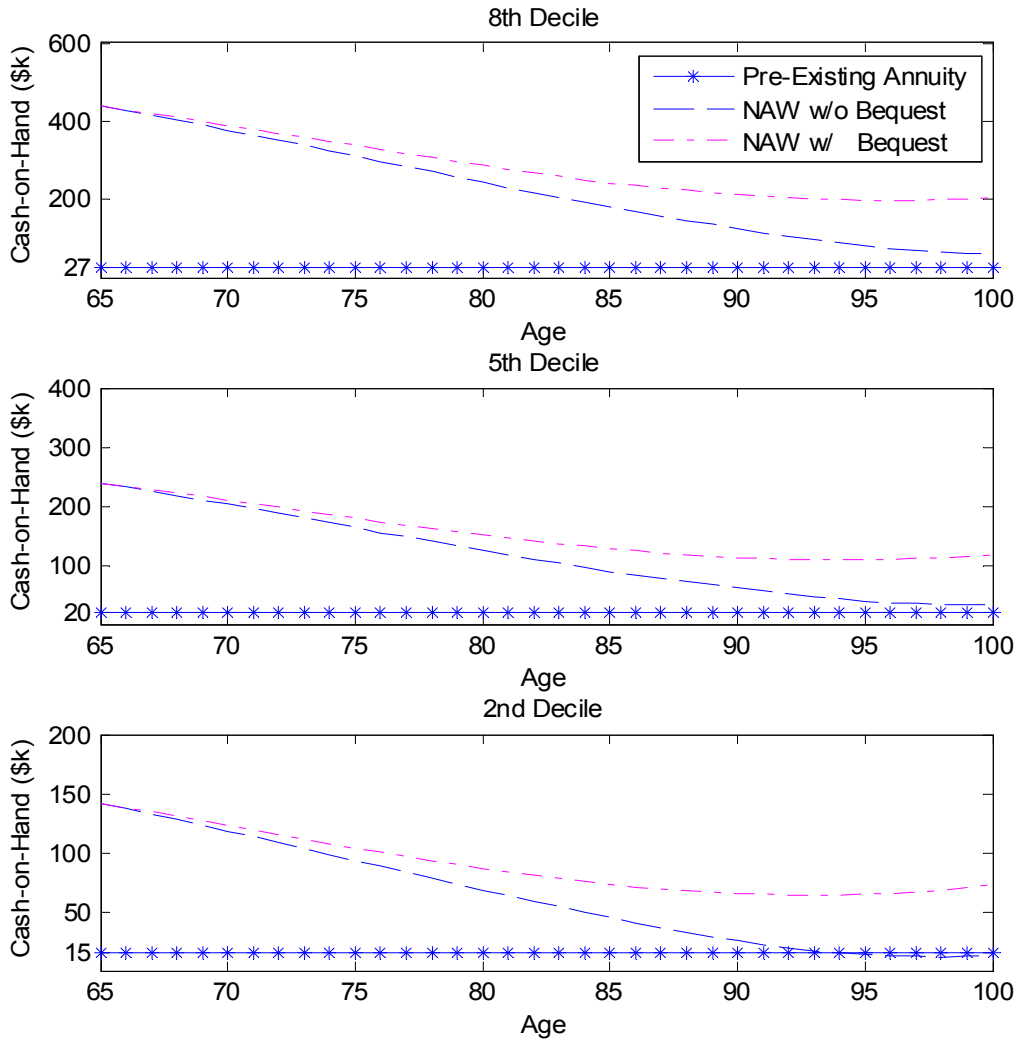 8th Decile
Cash-on-Hand ($k)
600
400
200
27
Pre-Existing Annuity
NAW w/o Bequest
NAW w/ Bequest
65 70 75 80 85 90 95 100
Age
5th Decile
Cash-on-Hand ($k)
400
300
200
100
20
65 70 75 80 85 90 95 100
Age
2nd Decile
Cash-on-Hand ($k)
200
150
100
50
15
65 70 75 80 85 90 95 100
Age